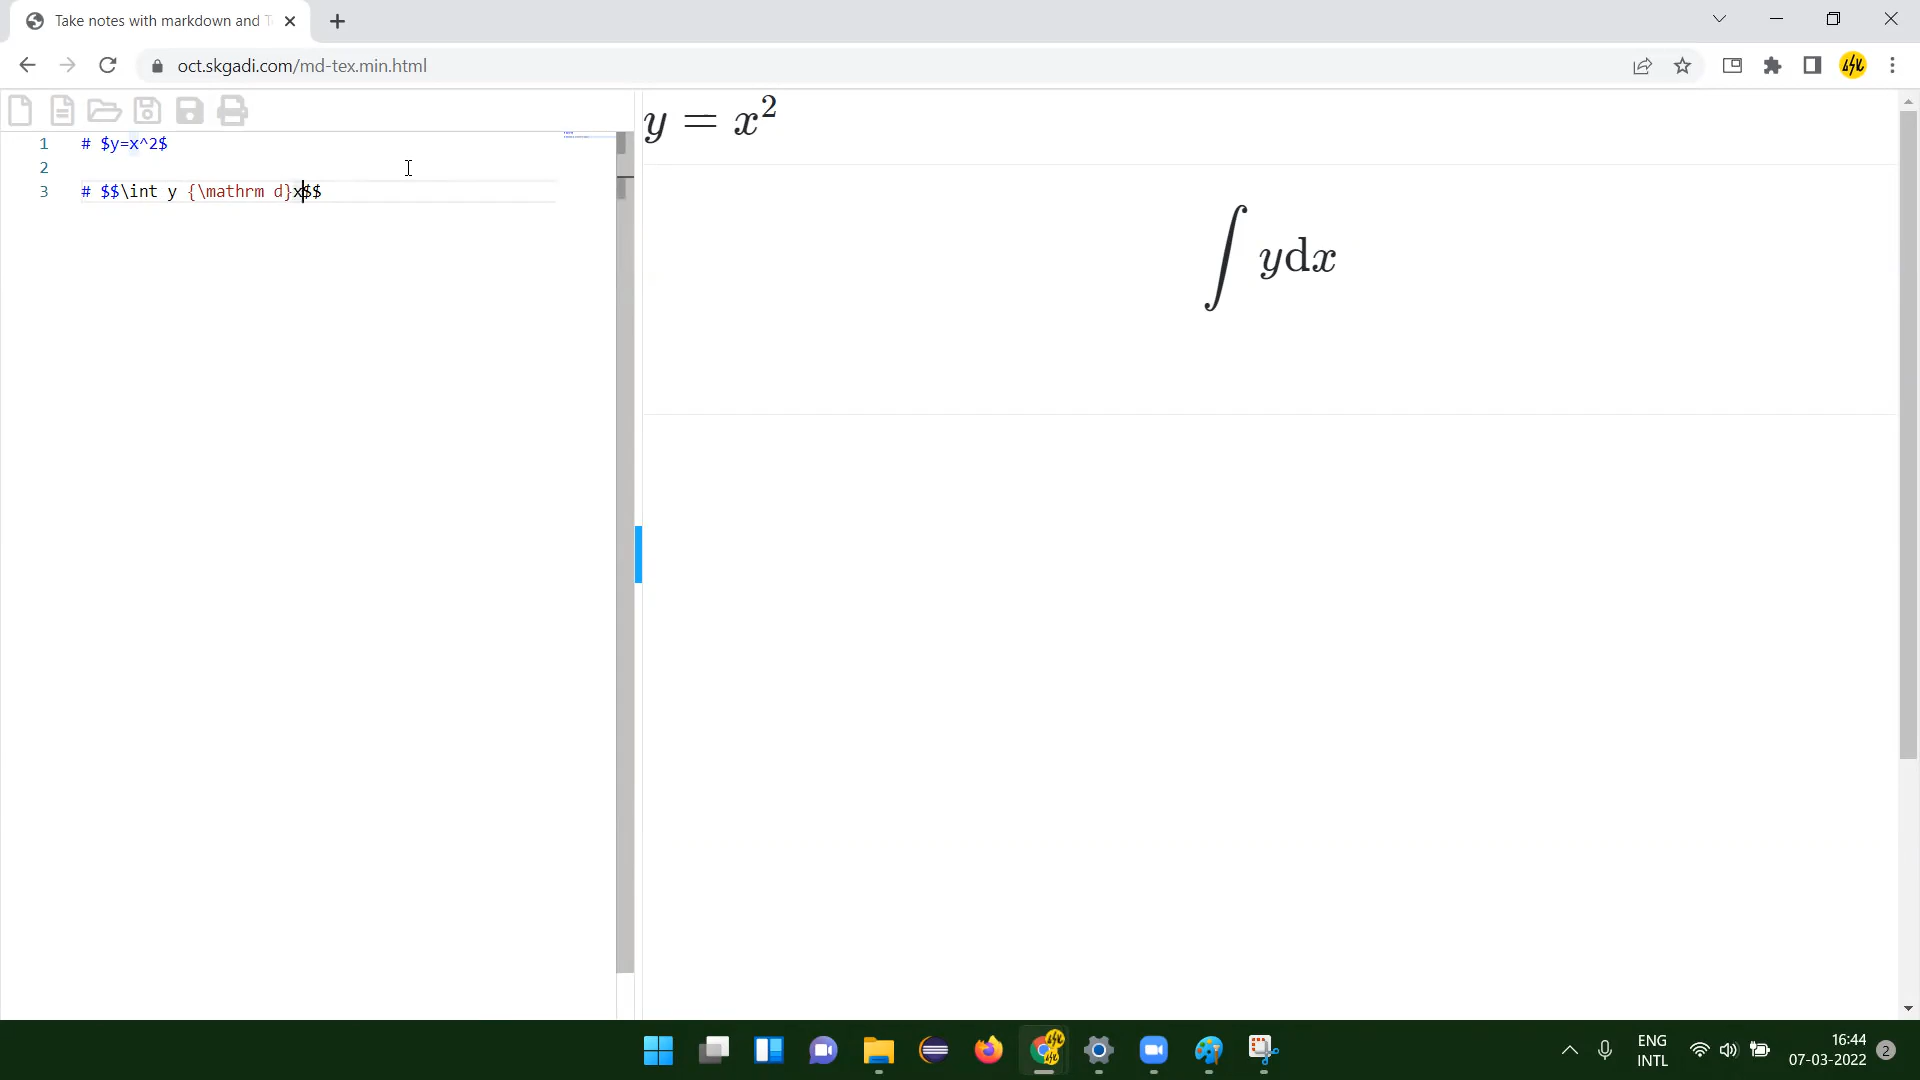 Take notes with markdown and T
oct.skgadi.com/md-tex.min.html
1 # $y=x^2$
2
3 # $$\int y {\mathrm d}x$$
y = x²
∫ ydx
ENG
INTL
16:44
07-03-2022
2